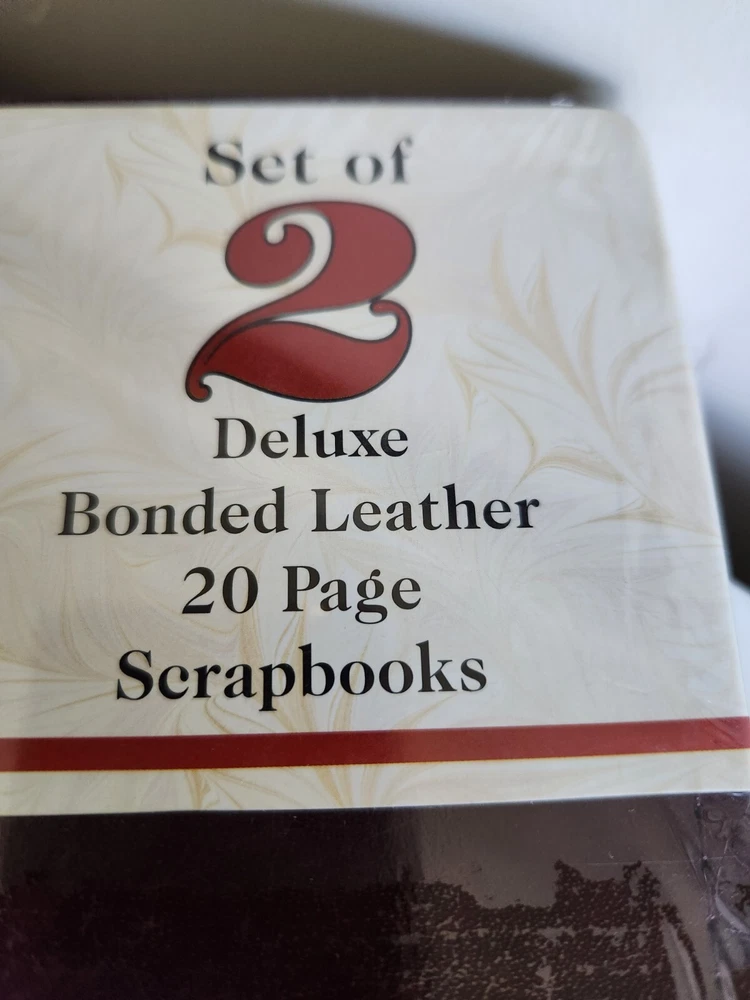 Set of
2
Deluxe
Bonded Leather
20 Page
Scrapbooks